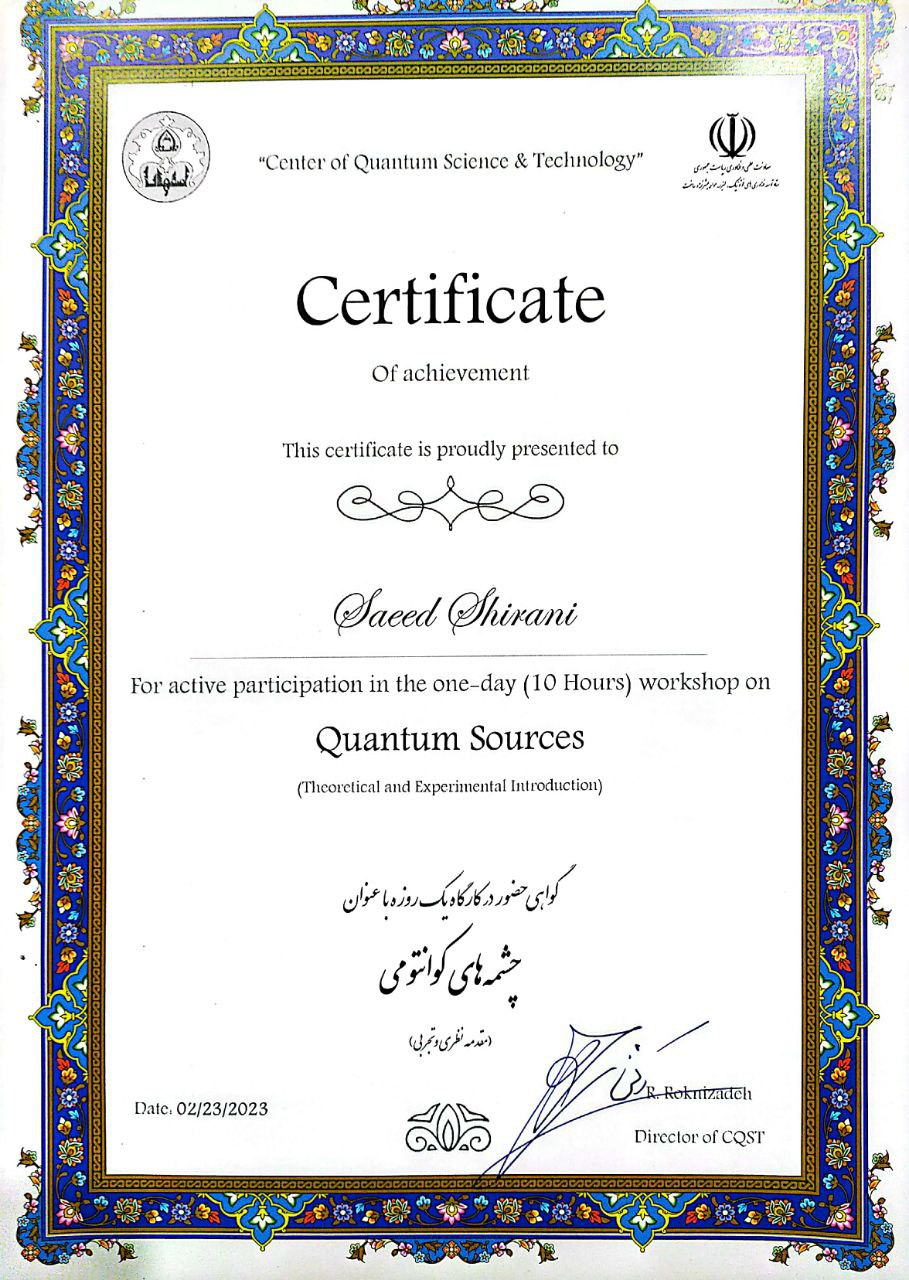 “Center of Quantum Science & Technology”
معاونت علمی و فناوری ریاست جمهوری
Certificate
Of achievement
This certificate is proudly presented to
Saeed Shirani
For active participation in the one-day (10 Hours) workshop on
Quantum Sources
(Theoretical and Experimental Introduction)
گواهی حضور در کارگاه یک روزه با عنوان
چشمه‌های کوانتومی
(مقدمه نظری و تجربی)
R. Roknizadeh
Date: 02/23/2023
Director of CQST